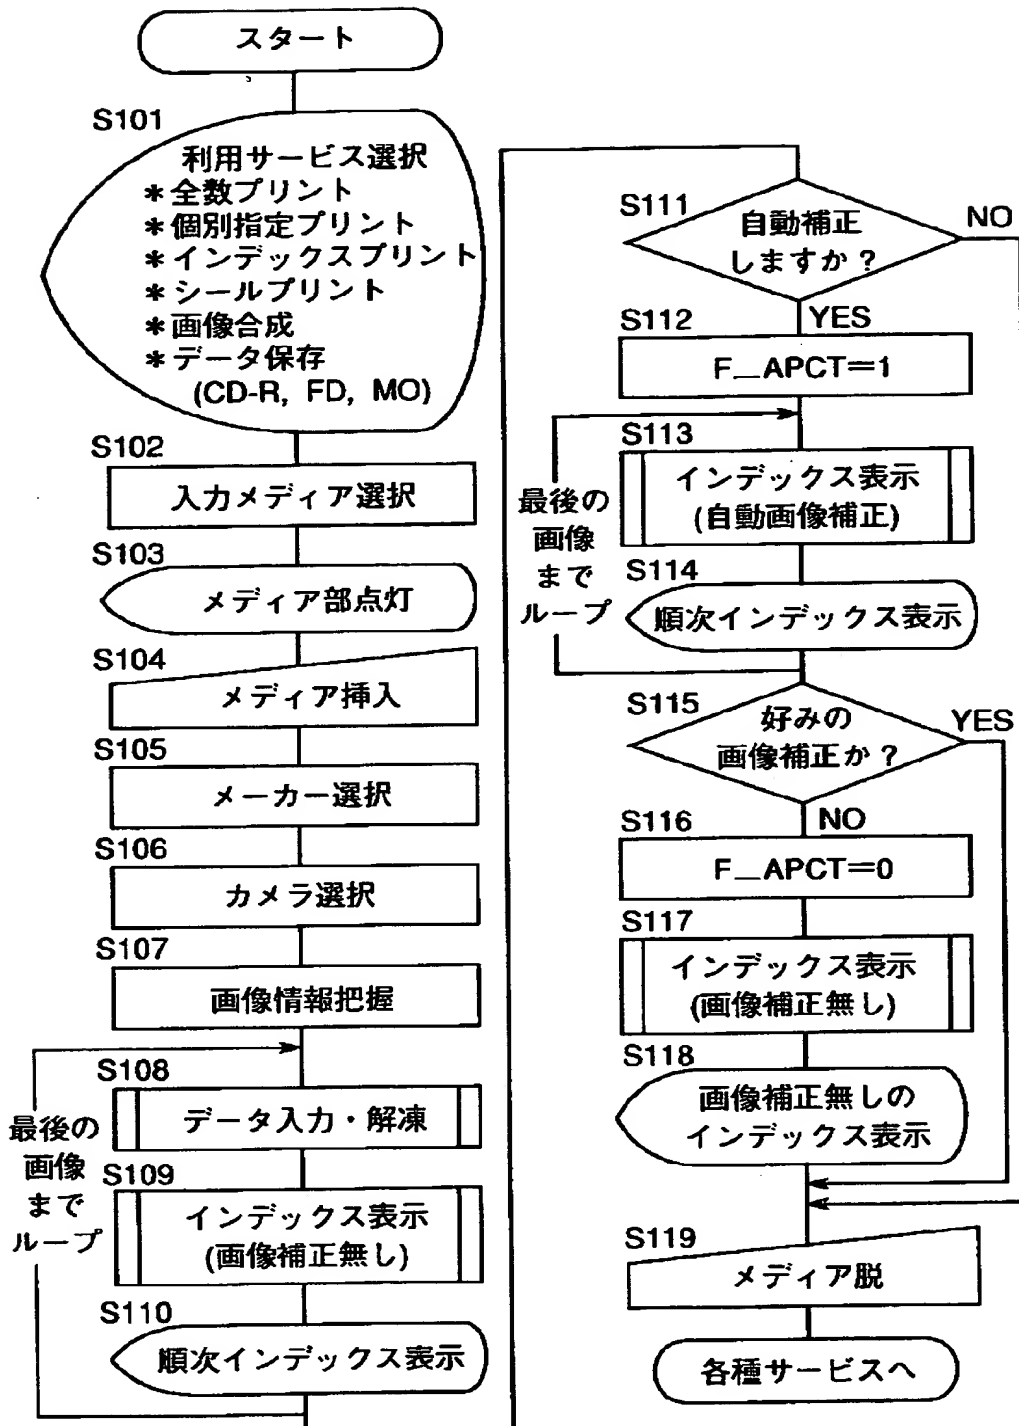 スタート
S101
利用サービス選択
*全数プリント
*個別指定プリント
*インデックスプリント
*シールプリント
*画像合成
*データ保存
(CD-R, FD, MO)
S102
入力メディア選択
S103
メディア部点灯
S104
メディア挿入
S105
メーカー選択
S106
カメラ選択
S107
画像情報把握
S108
データ入力・解凍
最後の
画像
まで
ループ
S109
インデックス表示
(画像補正無し)
S110
順次インデックス表示
S111
自動補正
しますか?
NO
YES
S112
F_APCT=1
S113
インデックス表示
(自動画像補正)
最後の
画像
まで
ループ
S114
順次インデックス表示
S115
好みの
画像補正か?
YES
NO
S116
F_APCT=0
S117
インデックス表示
(画像補正無し)
S118
画像補正無しの
インデックス表示
S119
メディア脱
各種サービスへ